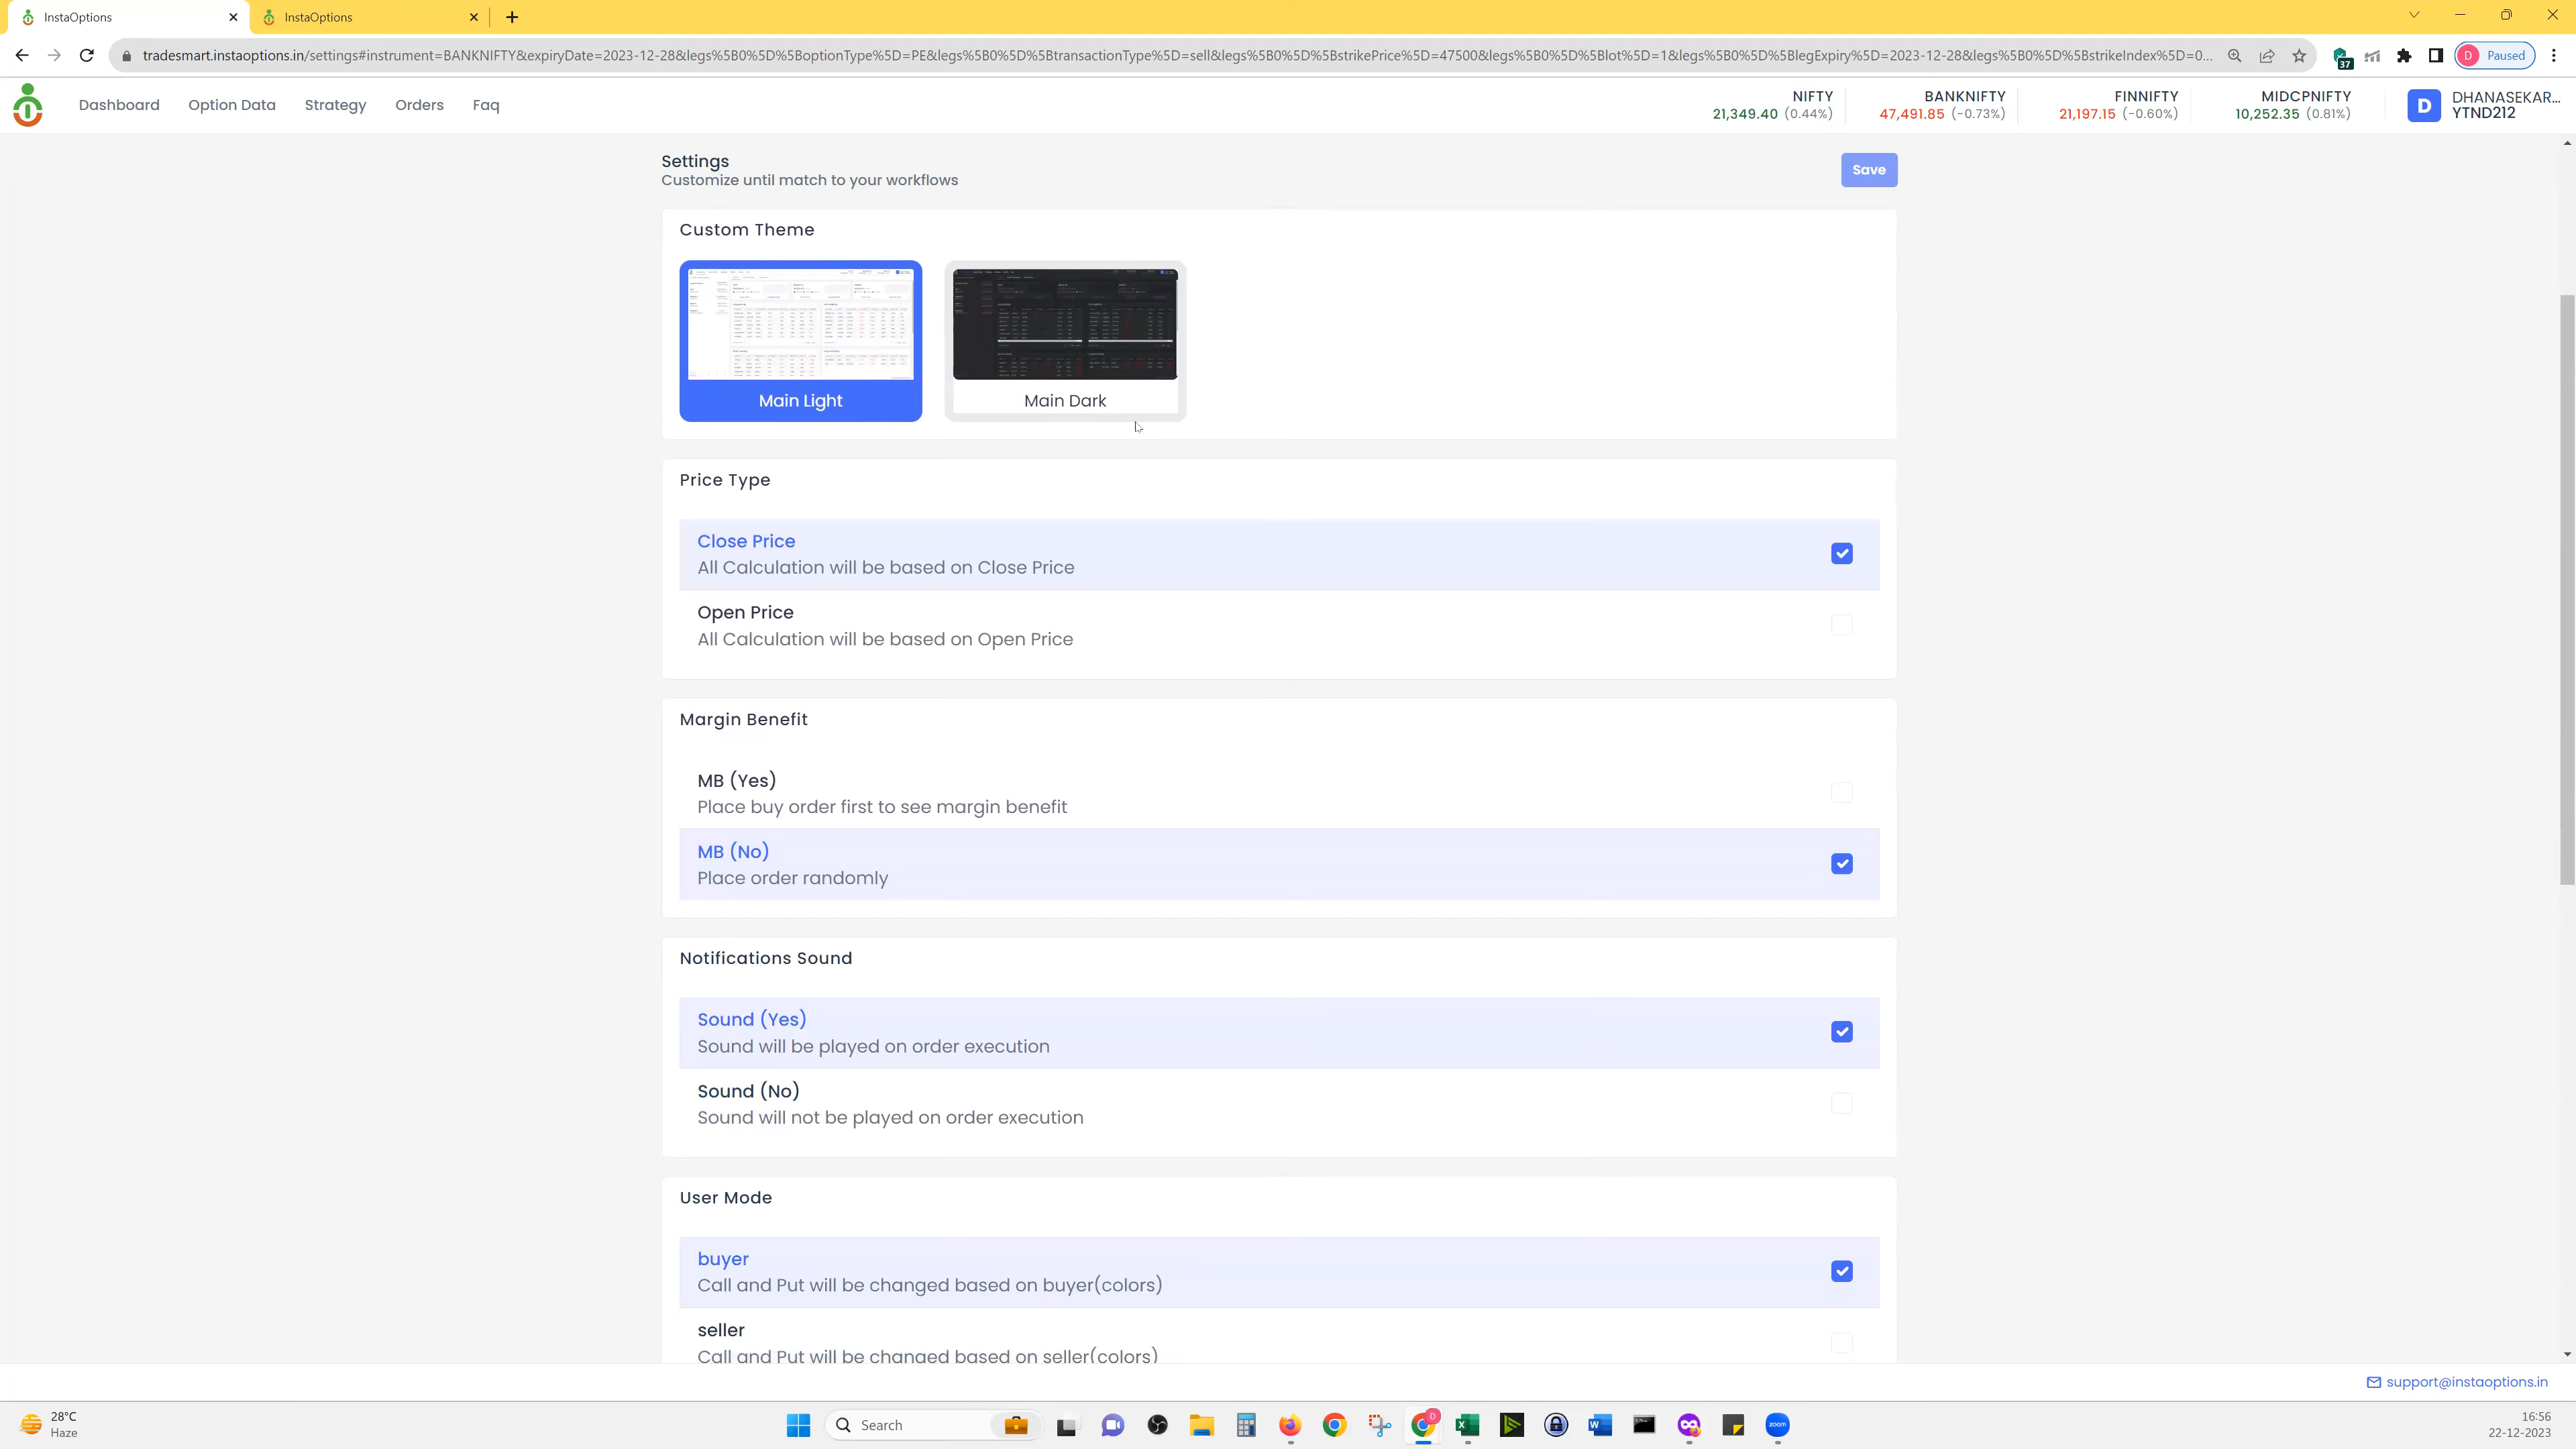 InstaOptions
InstaOptions
tradesmart.instaoptions.in/settings#instrument=BANKNIFTY&expiryDate=2023-12-28&legs%5B0%5D%5BoptionType%5D=PE&legs%5B0%5D%5BtransactionType%5D=sell&legs%5B0%5D%5BstrikePrice%5D=47500&legs%5B0%5D%5Blot%5D=1&legs%5B0%5D%5BlegExpiry%5D=2023-12-28&legs%5B0%5D%5BstrikeIndex%5D=0...
37
D Paused
Dashboard Option Data Strategy Orders Faq
NIFTY
21,349.40 (0.44%)
BANKNIFTY
47,491.85 (-0.73%)
FINNIFTY
21,197.15 (-0.60%)
MIDCPNIFTY
10,252.35 (0.81%)
D
DHANASEKAR...
YTND212
Settings
Customize until match to your workflows
Save
Custom Theme
Main Light
Main Dark
Price Type
Close Price
All Calculation will be based on Close Price
Open Price
All Calculation will be based on Open Price
Margin Benefit
MB (Yes)
Place buy order first to see margin benefit
MB (No)
Place order randomly
Notifications Sound
Sound (Yes)
Sound will be played on order execution
Sound (No)
Sound will not be played on order execution
User Mode
buyer
Call and Put will be changed based on buyer(colors)
seller
Call and Put will be changed based on seller(colors)
support@instaoptions.in
28°C
Haze
Search
D
zoom
16:56
22-12-2023